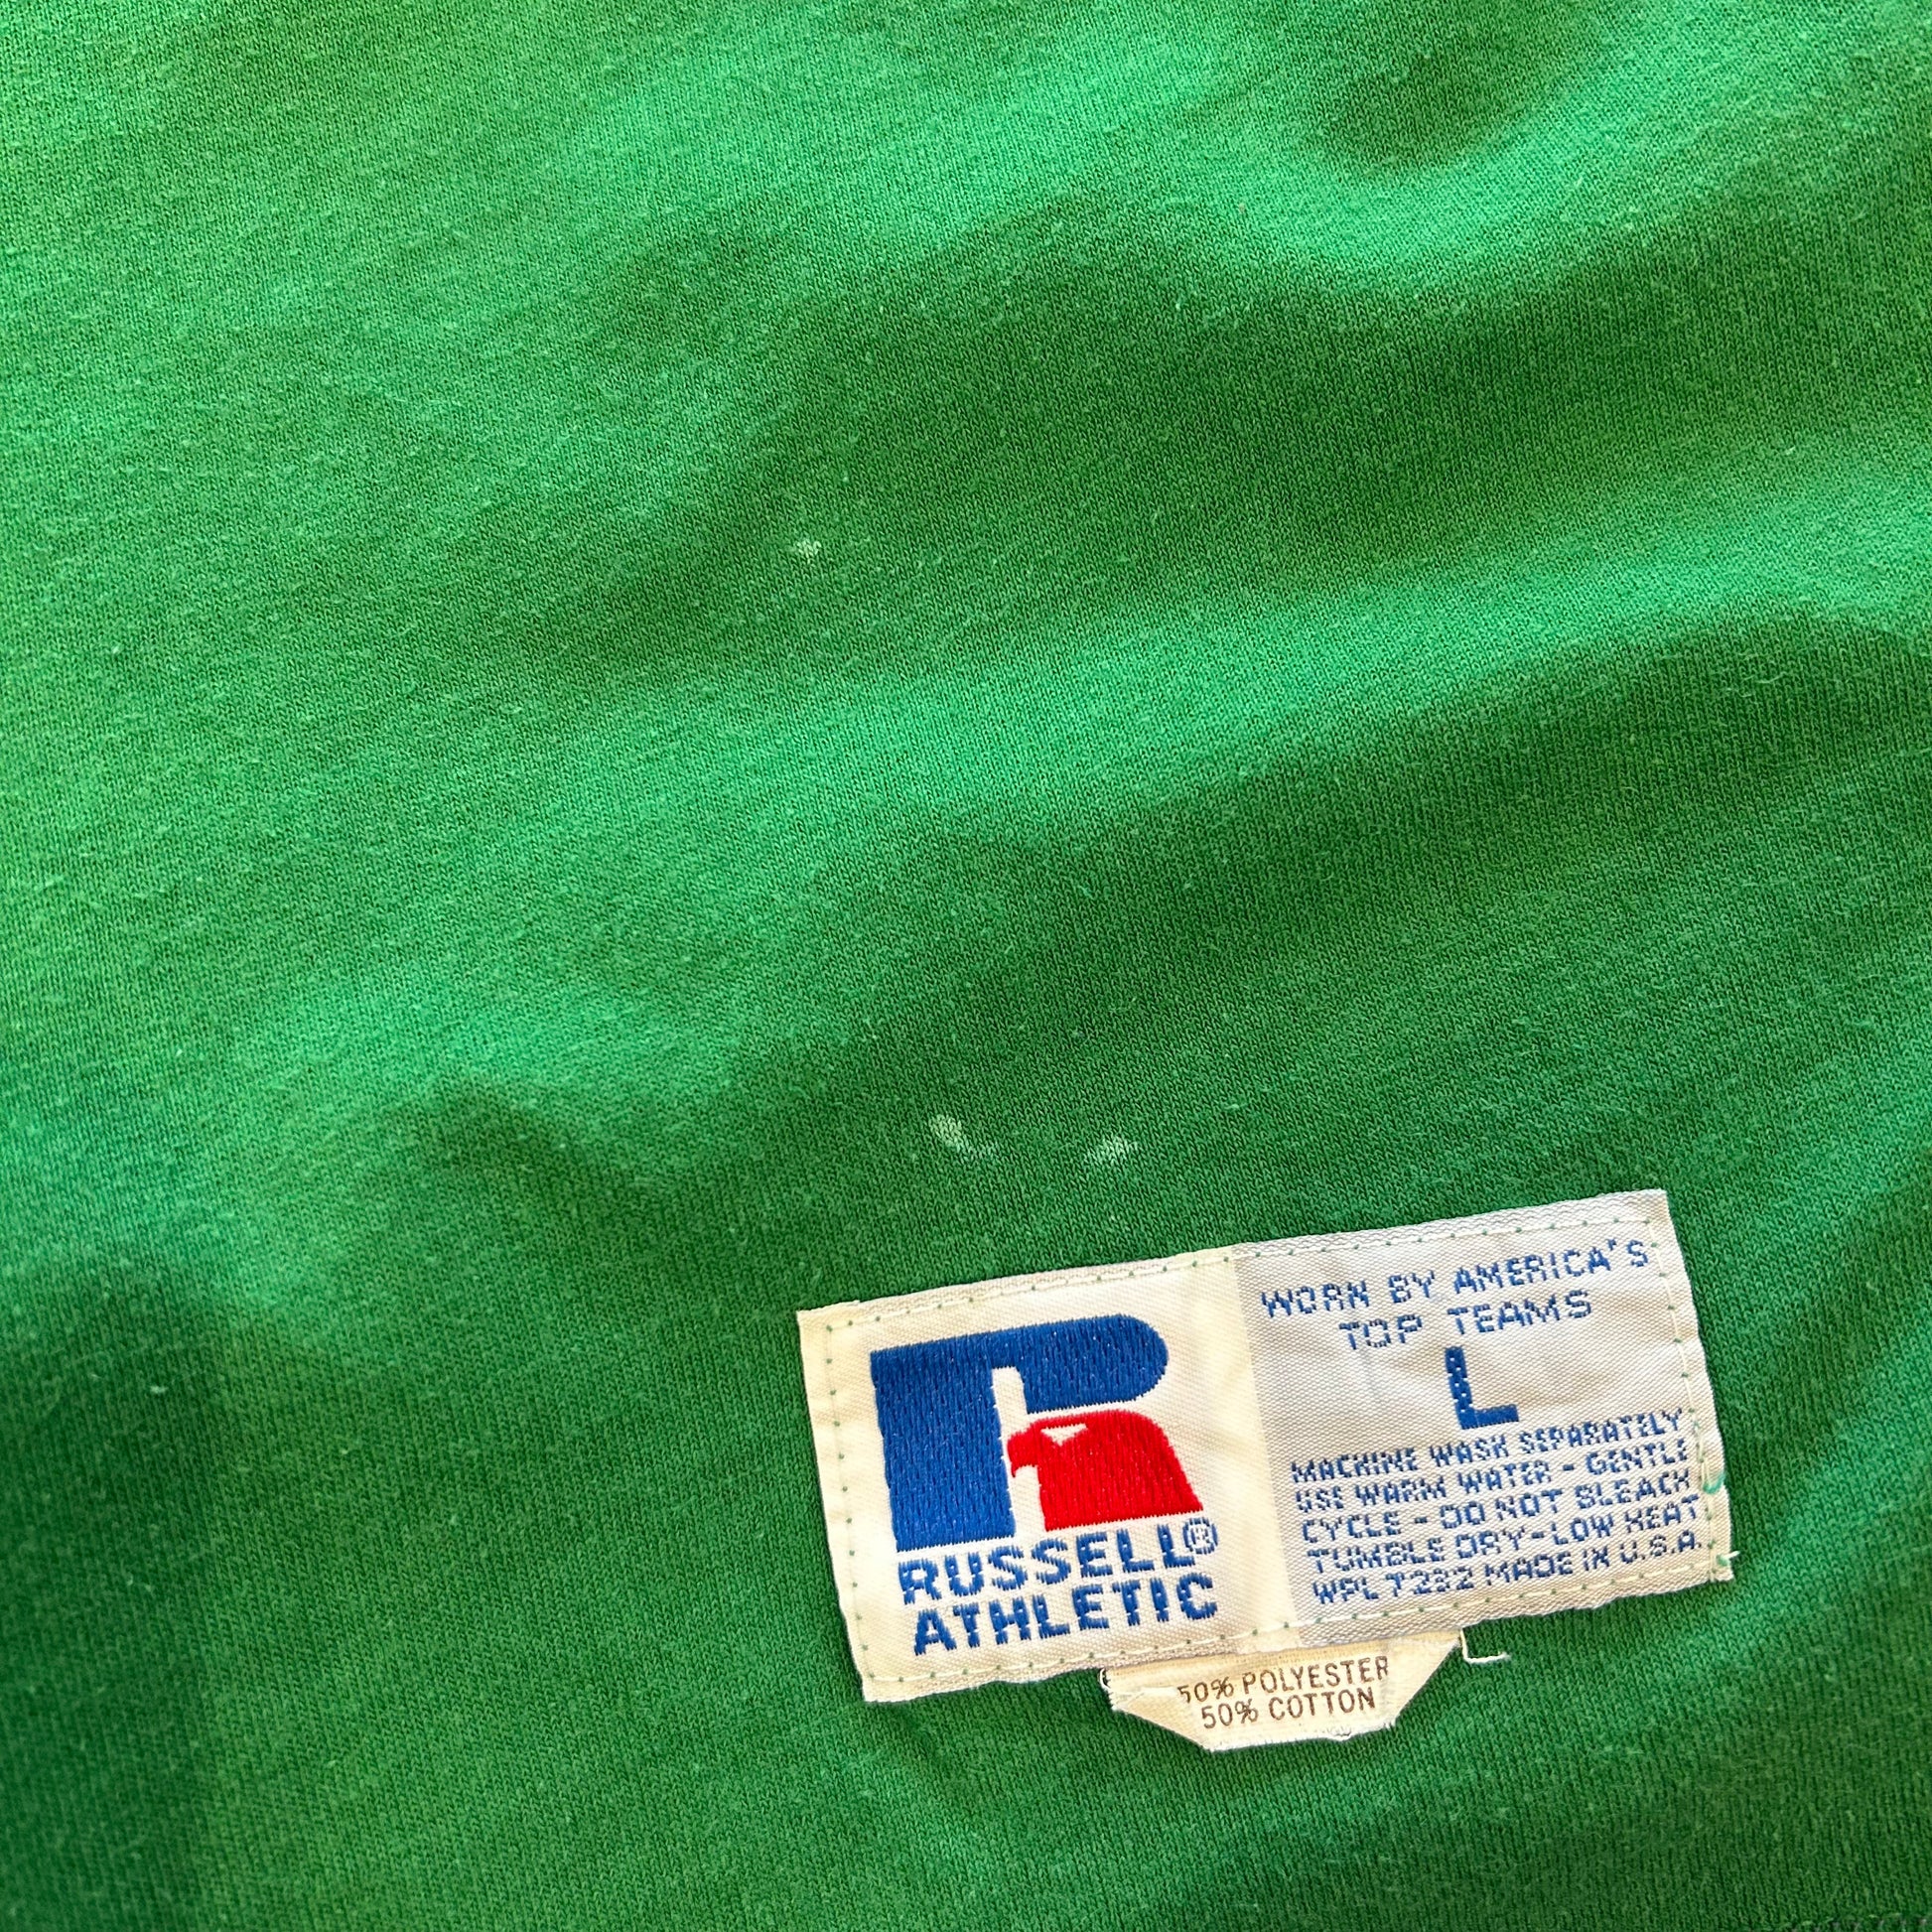 RUSSELL®
ATHLETIC
WORN BY AMERICA'S
TOP TEAMS
L
MACHINE WASH SEPARATELY
USE WARM WATER - GENTLE
CYCLE - DO NOT BLEACH
TUMBLE DRY-LOW HEAT
WPL 7232 MADE IN U.S.A.
50% POLYESTER
50% COTTON